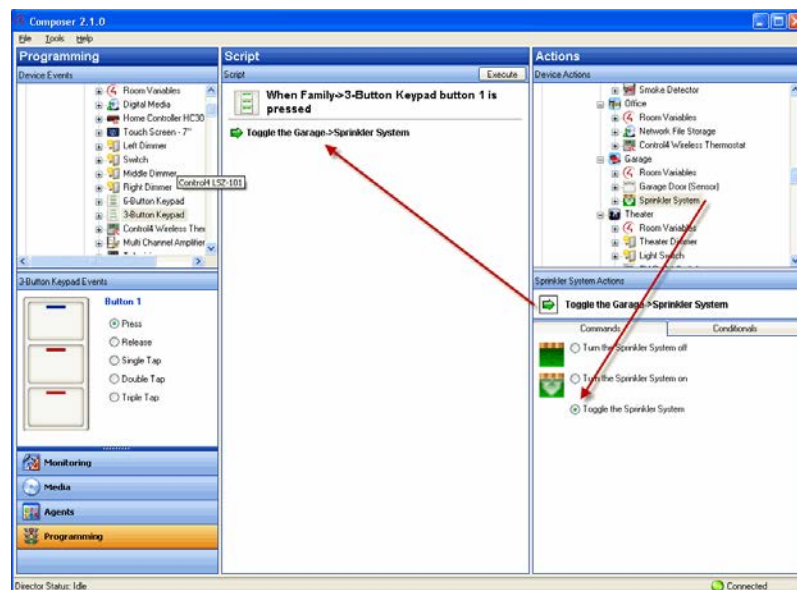 Composer 2.1.0
File Tools Help
Programming
Device Events
Room Variables
Digital Media
Home Controller HC30
Touch Screen - 7"
Left Dimmer
Switch
Middle Dimmer
Right Dimmer
Control4 LSZ-101
6-Button Keypad
3-Button Keypad
Control4 Wireless Ther
Multi Channel Amplifier
3-Button Keypad Events
Button 1
Press
Release
Single Tap
Double Tap
Triple Tap
Monitoring
Media
Agents
Programming
Director Status: Idle
Script
Script Execute
When Family->3-Button Keypad button 1 is
pressed
Toggle the Garage->Sprinkler System
Actions
Device Actions
Smoke Detector
Office
Room Variables
Network File Storage
Control4 Wireless Thermostat
Garage
Room Variables
Garage Door (Sensor)
Sprinkler System
Theater
Room Variables
Theater Dimmer
Light Switch
Sprinkler System Actions
Toggle the Garage->Sprinkler System
Commands Conditionals
Turn the Sprinkler System off
Turn the Sprinkler System on
Toggle the Sprinkler System
Connected